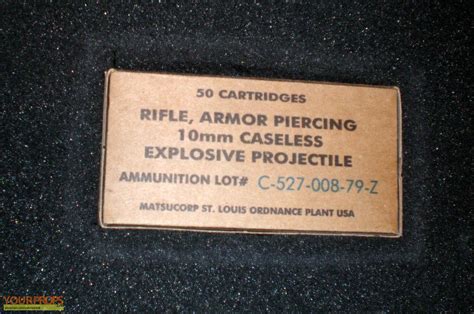 50 CARTRIDGES
RIFLE, ARMOR PIERCING
10mm CASELESS
EXPLOSIVE PROJECTILE
AMMUNITION LOT# C-527-008-79-Z
MATSUCORP ST. LOUIS ORDNANCE PLANT USA
YOURPROPS